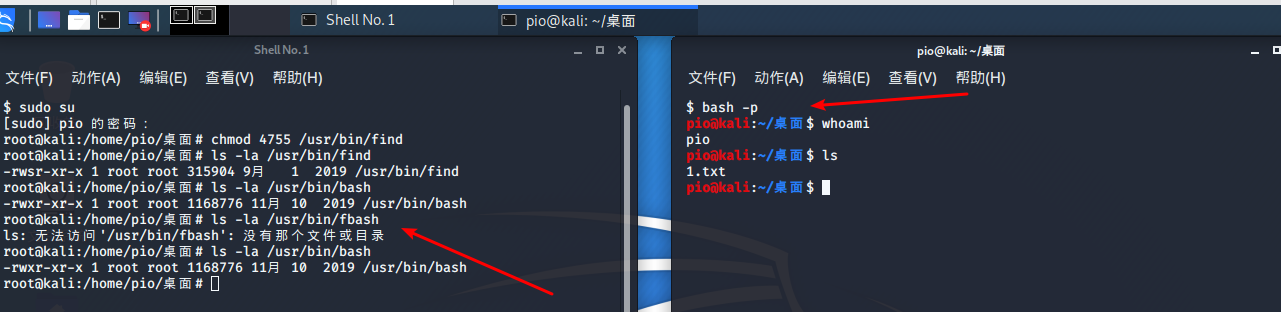 Shell No. 1
pio@kali: ~/桌面
Shell No. 1
文件(F) 动作(A) 编辑(E) 查看(V) 帮助(H)
$ sudo su
[sudo] pio 的密码：
root@kali:/home/pio/桌面# chmod 4755 /usr/bin/find
root@kali:/home/pio/桌面# ls -la /usr/bin/find
-rwsr-xr-x 1 root root 315904 9月   1  2019 /usr/bin/find
root@kali:/home/pio/桌面# ls -la /usr/bin/bash
-rwxr-xr-x 1 root root 1168776 11月 10  2019 /usr/bin/bash
root@kali:/home/pio/桌面# ls -la /usr/bin/fbash
ls: 无法访问'/usr/bin/fbash': 没有那个文件或目录
root@kali:/home/pio/桌面# ls -la /usr/bin/bash
-rwxr-xr-x 1 root root 1168776 11月 10  2019 /usr/bin/bash
root@kali:/home/pio/桌面#
pio@kali: ~/桌面
文件(F) 动作(A) 编辑(E) 查看(V) 帮助(H)
$ bash -p
pio@kali:~/桌面$ whoami
pio
pio@kali:~/桌面$ ls
1.txt
pio@kali:~/桌面$